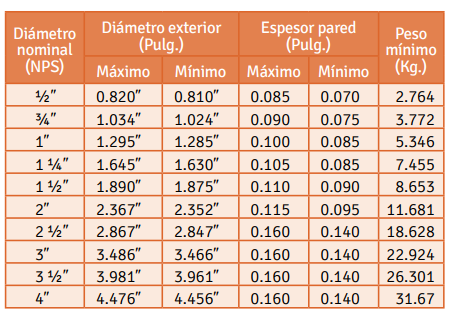 Diámetro nominal (NPS) Diámetro exterior (Pulg.) Espesor pared (Pulg.) Peso mínimo (Kg.)
Máximo Mínimo Máximo Mínimo
½” 0.820” 0.810” 0.085 0.070 2.764
¾” 1.034” 1.024” 0.090 0.075 3.772
1” 1.295” 1.285” 0.100 0.085 5.346
1 ¼” 1.645” 1.630” 0.105 0.085 7.455
1 ½” 1.890” 1.875” 0.110 0.090 8.653
2” 2.367” 2.352” 0.115 0.095 11.681
2 ½” 2.867” 2.847” 0.160 0.140 18.628
3” 3.486” 3.466” 0.160 0.140 22.924
3 ½” 3.981” 3.961” 0.160 0.140 26.301
4” 4.476” 4.456” 0.160 0.140 31.67